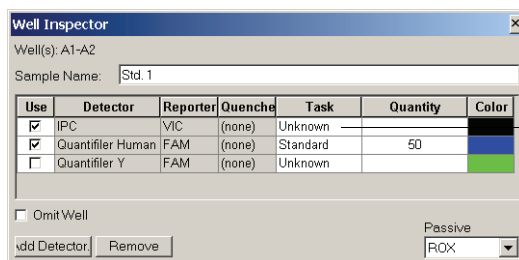 Well Inspector
Well(s): A1-A2
Sample Name: Std. 1
Use Detector Reporter Quenche Task Quantity Color
IPC VIC (none) Unknown
Quantifiler Human FAM (none) Standard 50
Quantifiler Y FAM (none) Unknown
Omit Well
Passive
Add Detector. Remove ROX